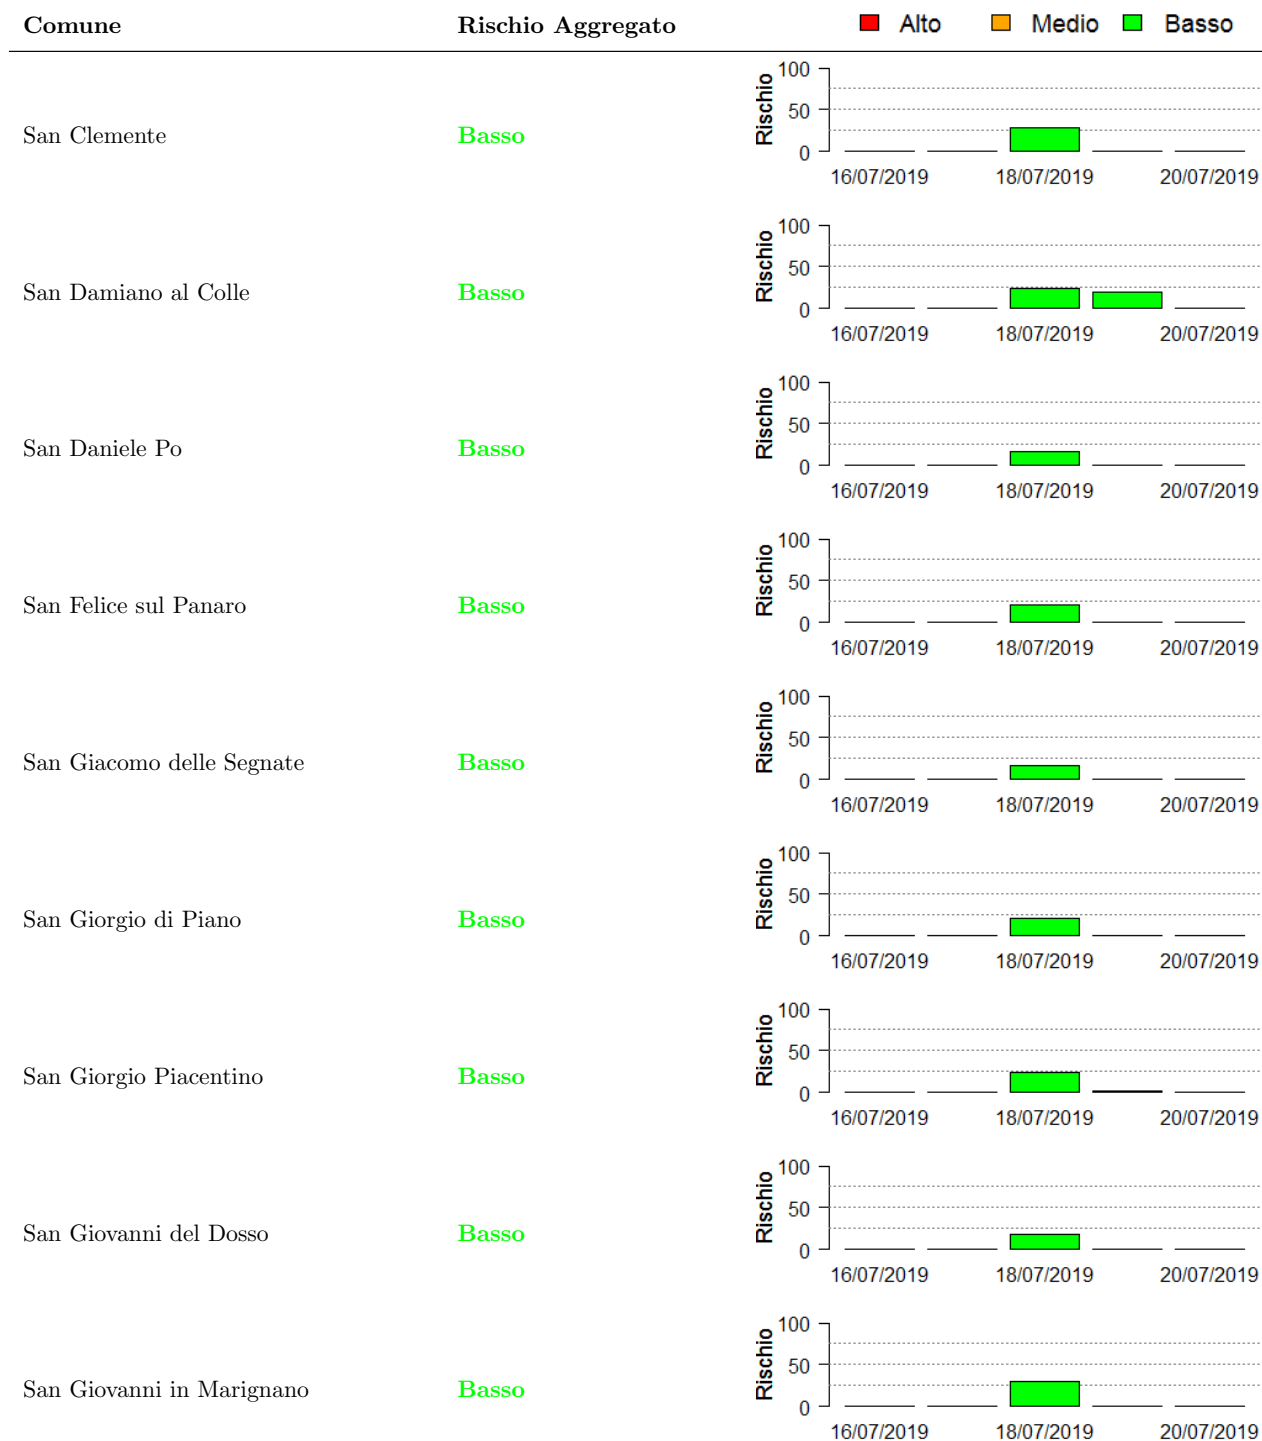 Comune Rischio Aggregato Alto Medio Basso
100
50
0
Rischio
San Clemente Basso
16/07/2019 18/07/2019 20/07/2019
100
50
0
Rischio
San Damiano al Colle Basso
16/07/2019 18/07/2019 20/07/2019
100
50
0
Rischio
San Daniele Po Basso
16/07/2019 18/07/2019 20/07/2019
100
50
0
Rischio
San Felice sul Panaro Basso
16/07/2019 18/07/2019 20/07/2019
100
50
0
Rischio
San Giacomo delle Segnate Basso
16/07/2019 18/07/2019 20/07/2019
100
50
0
Rischio
San Giorgio di Piano Basso
16/07/2019 18/07/2019 20/07/2019
100
50
0
Rischio
San Giorgio Piacentino Basso
16/07/2019 18/07/2019 20/07/2019
100
50
0
Rischio
San Giovanni del Dosso Basso
16/07/2019 18/07/2019 20/07/2019
100
50
0
Rischio
San Giovanni in Marignano Basso
16/07/2019 18/07/2019 20/07/2019